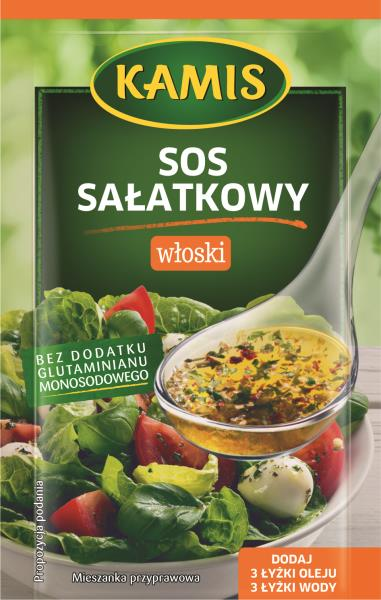 KAMIS
SOS
SAŁATKOWY
włoski
BEZ DODATKU
GLUTAMINIANU
MONOSODOWEGO
Propozycja podania
Mieszanka przyprawowa
DODAJ
3 ŁYŻKI OLEJU
3 ŁYŻKI WODY